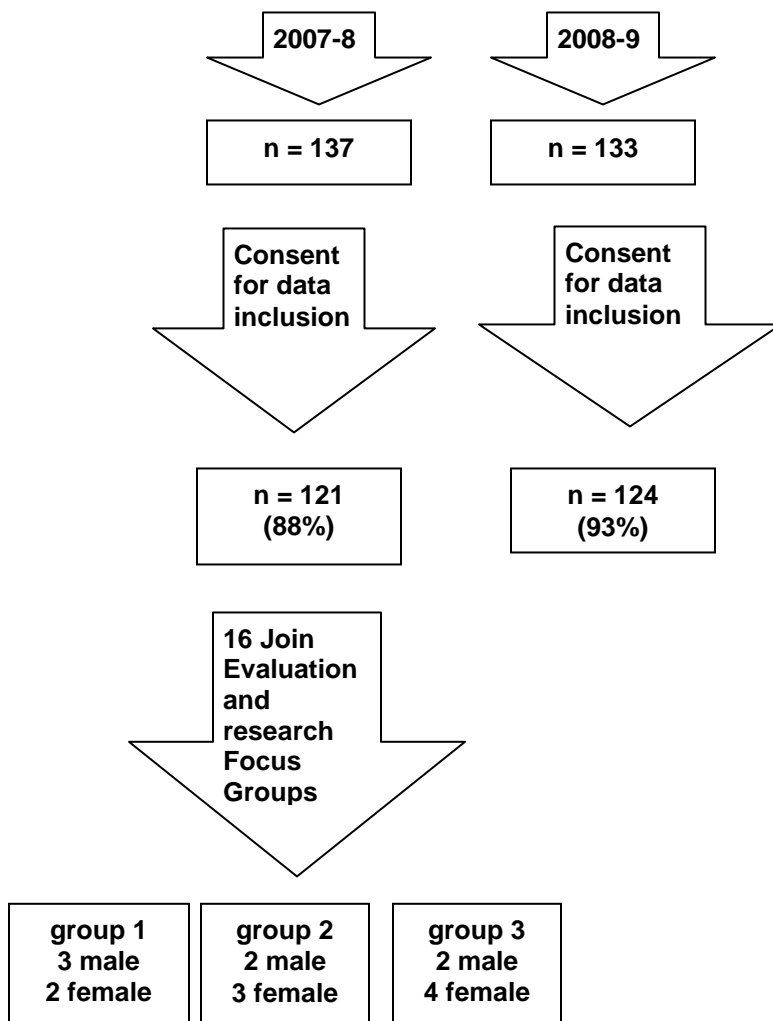 2007-8
2008-9
n = 137
n = 133
Consent
for data
inclusion
Consent
for data
inclusion
n = 121
(88%)
n = 124
(93%)
16 Join
Evaluation
and
research
Focus
Groups
group 1
3 male
2 female
group 2
2 male
3 female
group 3
2 male
4 female